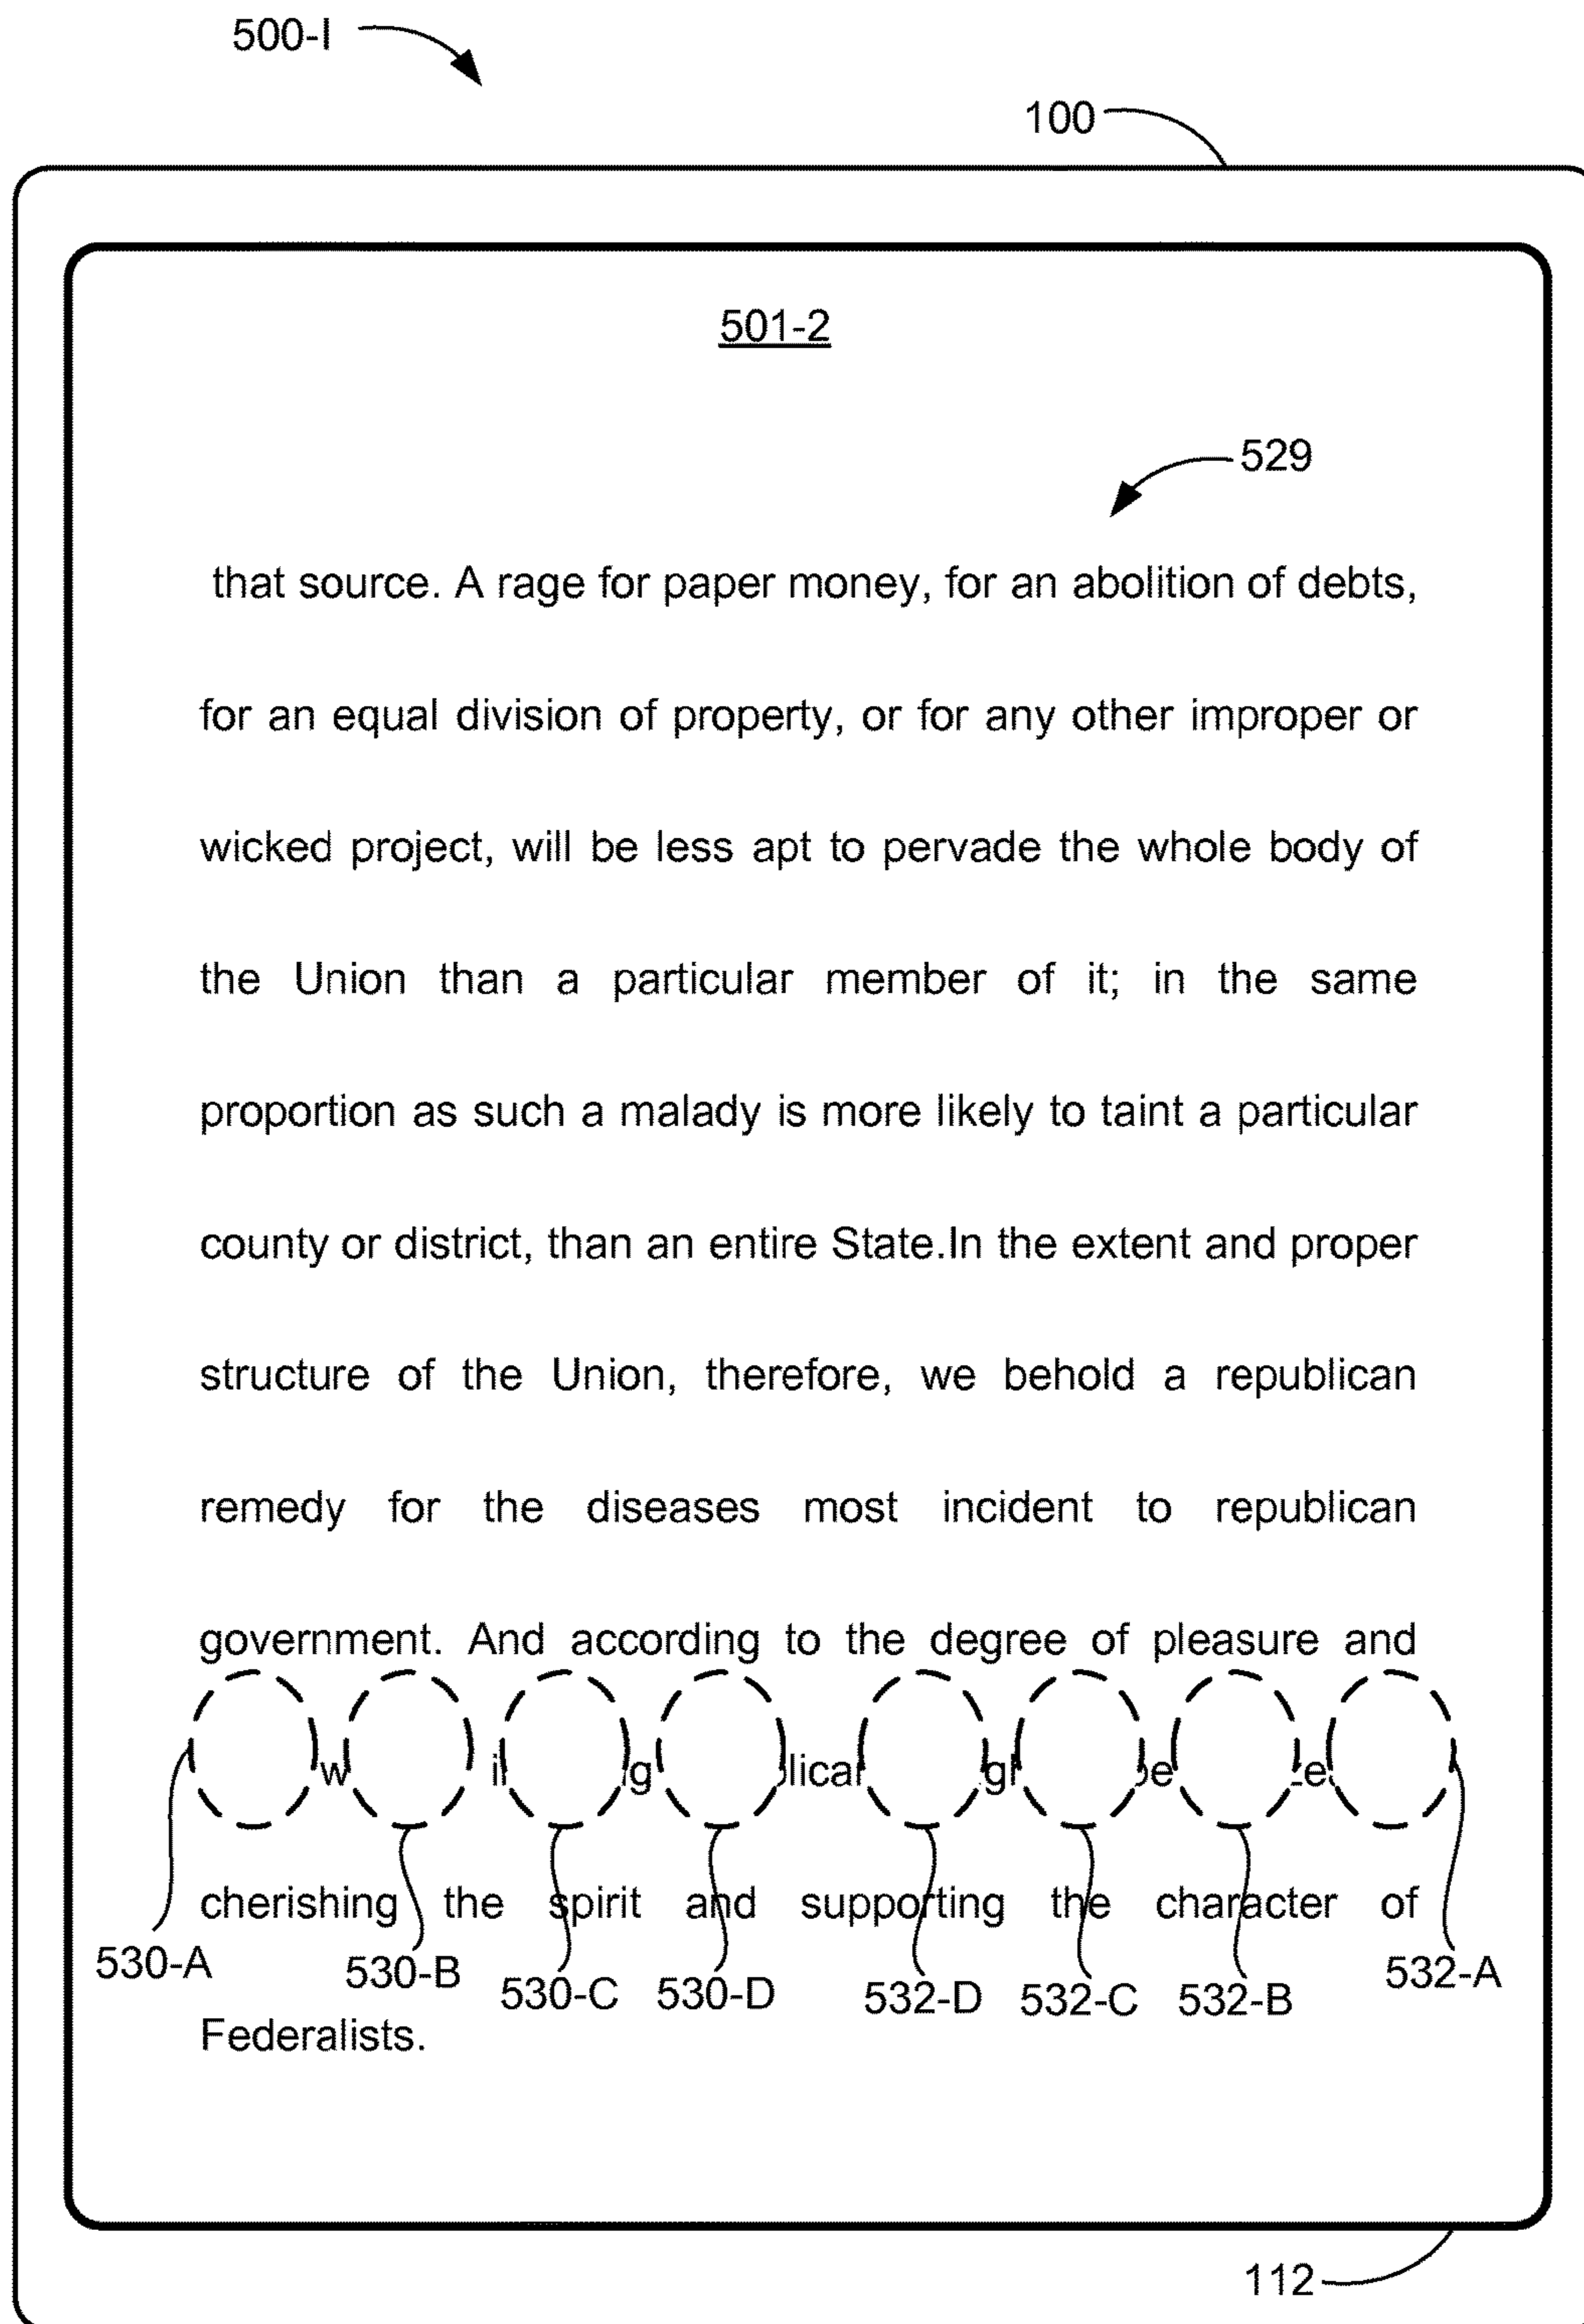 500-I
100
501-2
529
that source. A rage for paper money, for an abolition of debts,
for an equal division of property, or for any other improper or
wicked project, will be less apt to pervade the whole body of
the Union than a particular member of it; in the same
proportion as such a malady is more likely to taint a particular
county or district, than an entire State.In the extent and proper
structure of the Union, therefore, we behold a republican
remedy for the diseases most incident to republican
government. And according to the degree of pleasure and
cherishing the spirit and supporting the character of
530-A 530-B 530-C 530-D 532-D 532-C 532-B 532-A
Federalists.
112